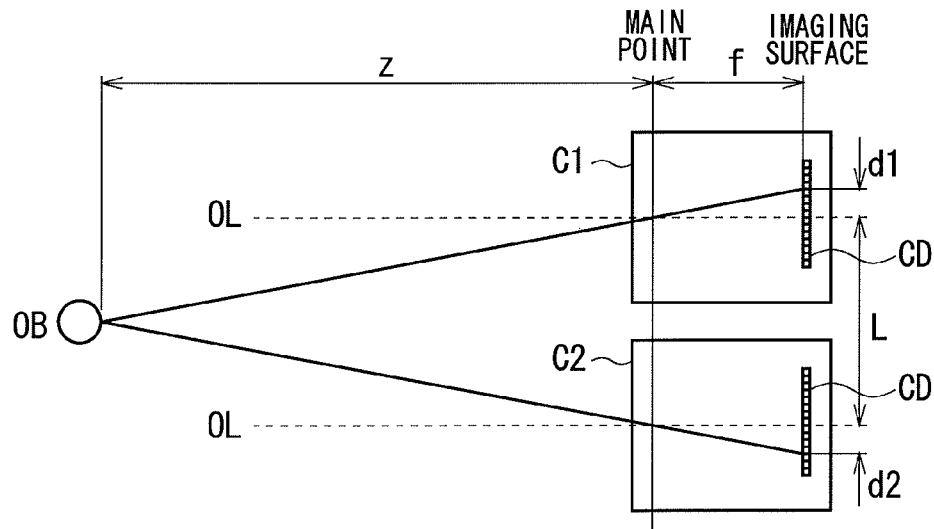 MAIN
POINT
IMAGING
SURFACE
z
f
C1
d1
OL
CD
OB
L
C2
CD
OL
d2